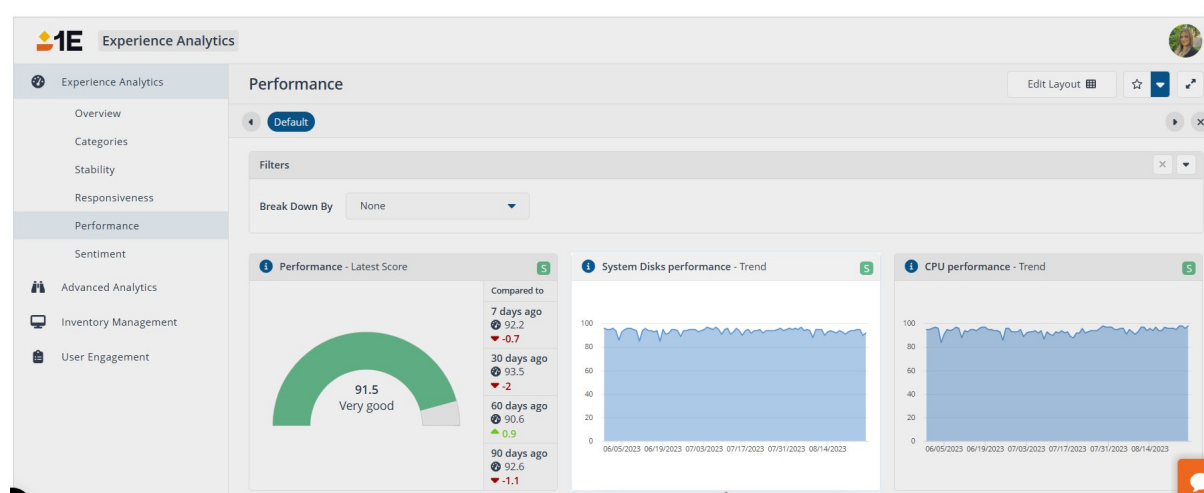 1E Experience Analytics
Experience Analytics
Overview
Categories
Stability
Responsiveness
Performance
Sentiment
Advanced Analytics
Inventory Management
User Engagement
Performance
Edit Layout
Default
Filters
Break Down By None
Performance - Latest Score S
91.5
Very good
Compared to
7 days ago
92.2
-0.7
30 days ago
93.5
-2
60 days ago
90.6
0.9
90 days ago
92.6
-1.1
System Disks performance - Trend S
100
80
60
40
20
0
06/05/2023 06/19/2023 07/03/2023 07/17/2023 07/31/2023 08/14/2023
CPU performance - Trend S
100
80
60
40
20
0
06/05/2023 06/19/2023 07/03/2023 07/17/2023 07/31/2023 08/14/2023